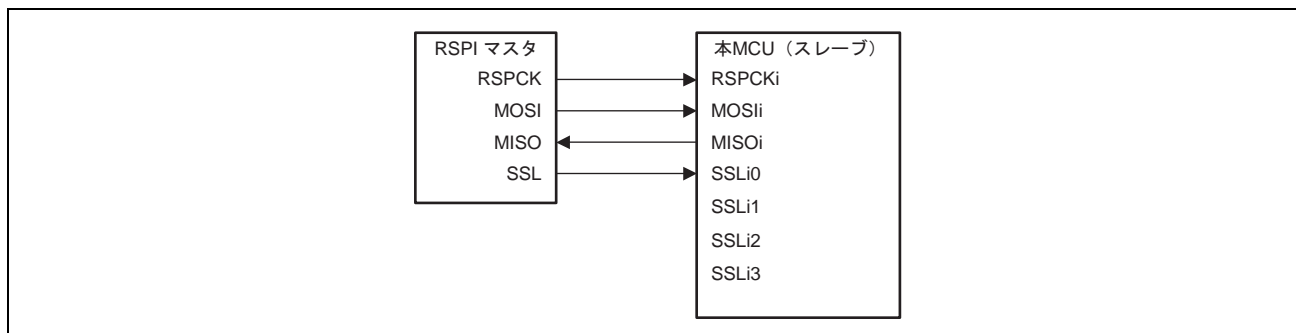 RSPI マスタ
RSPCK
MOSI
MISO
SSL
本MCU（スレーブ）
RSPCKi
MOSIi
MISOi
SSLi0
SSLi1
SSLi2
SSLi3